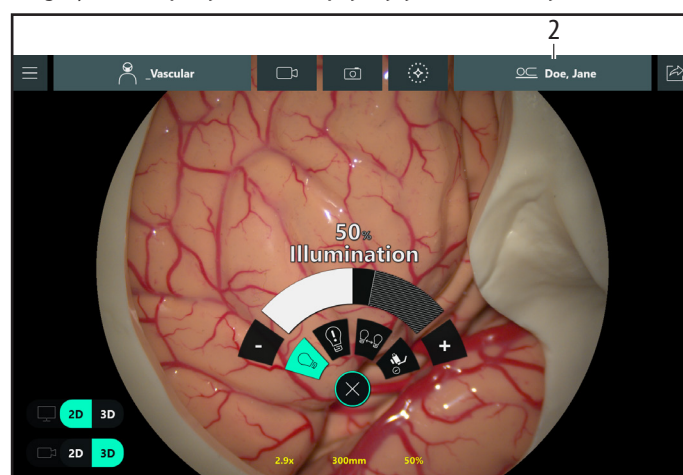 2
_Vascular
Doe, Jane
50%
Illumination
- +
2D 3D
2D 3D
2.9x 300mm 50%